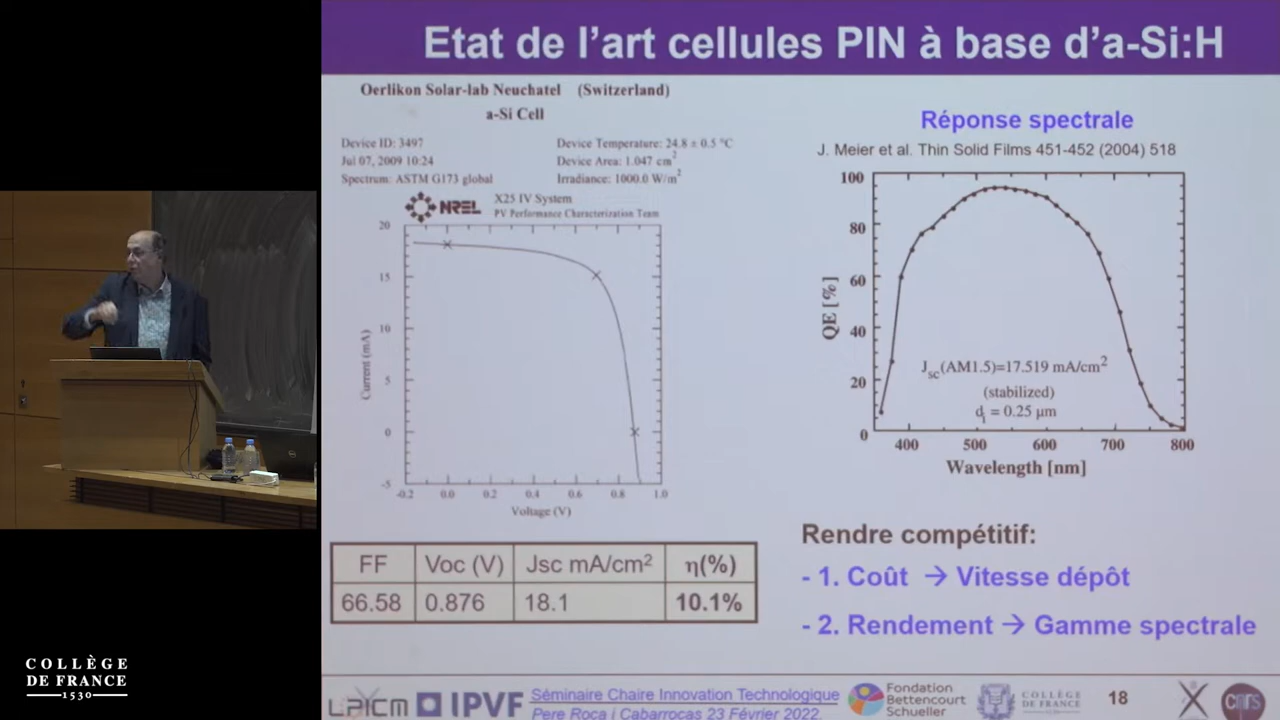 Etat de l'art cellules PIN à base d'a-Si:H
Oerlikon Solar-lab Neuchatel (Switzerland)
a-Si Cell
Device ID: 3497
Jul 07, 2009 10:24
Spectrum: ASTM G173 global
Device Temperature: 24.8 ± 0.5 °C
Device Area: 1.047 cm²
Irradiance: 1000.0 W/m²
NREL
X25 IV System
PV Performance Characterization Team
20
15
10
5
0
-5
Current (mA)
-0.2 0.0 0.2 0.4 0.6 0.8 1.0
Voltage (V)
FF Voc (V) Jsc mA/cm² η(%)
66.58 0.876 18.1 10.1%
Réponse spectrale
J. Meier et al. Thin Solid Films 451-452 (2004) 518
100
80
60
40
20
0
QE [%]
Jsc(AM1.5)=17.519 mA/cm²
(stabilized)
di = 0.25 µm
400 500 600 700 800
Wavelength [nm]
Rendre compétitif:
- 1. Coût → Vitesse dépôt
- 2. Rendement → Gamme spectrale
LPICM IPVF
Séminaire Chaire Innovation Technologique
Pere Roca i Cabarrocas 23 Février 2022.
Fondation
Bettencourt
Schueller
COLLÈGE
DE FRANCE
18
X
cnrs
COLLÈGE
DE FRANCE
1530